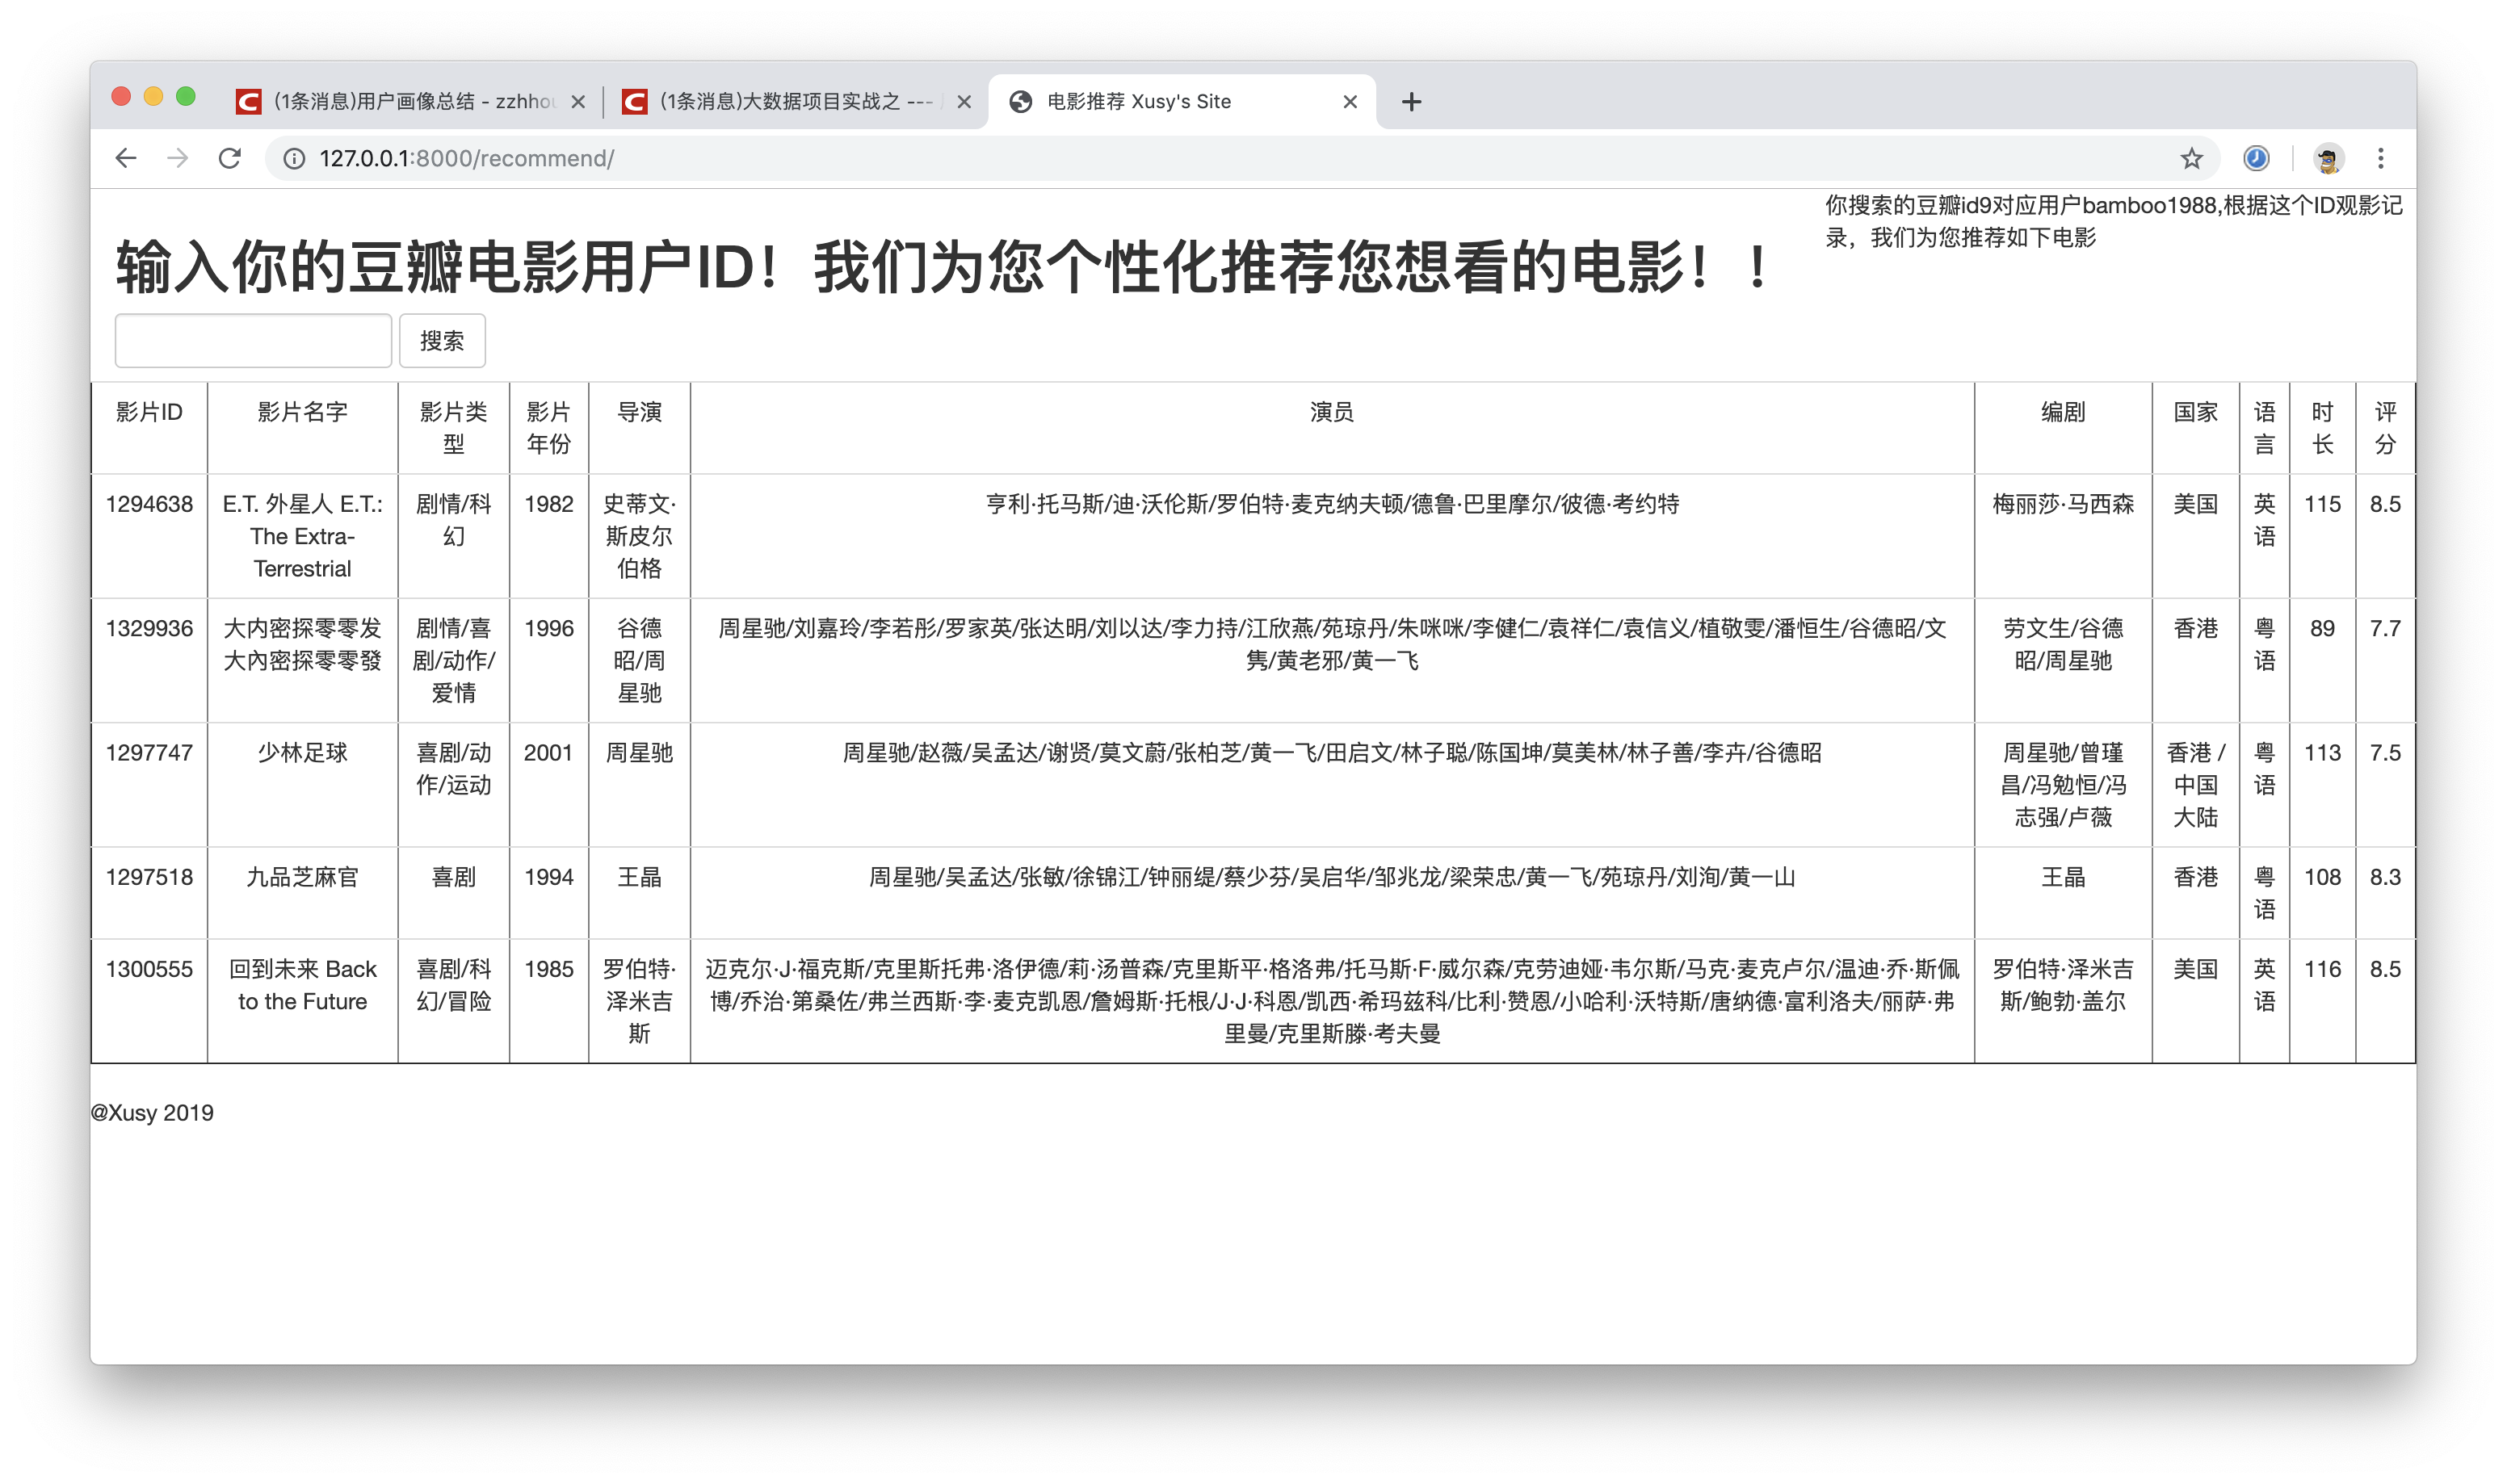 (1条消息)用户画像总结 - zzhhou
(1条消息)大数据项目实战之 ---
电影推荐 Xusy's Site
127.0.0.1:8000/recommend/
你搜索的豆瓣id9对应用户bamboo1988,根据这个ID观影记
录，我们为您推荐如下电影
输入你的豆瓣电影用户ID！我们为您个性化推荐您想看的电影！！
搜索
影片ID 影片名字 影片类 影片 导演 演员 编剧 国家 语 时 评
型 年份 言 长 分
1294638 E.T. 外星人 E.T.: 剧情/科 1982 史蒂文· 亨利·托马斯/迪·沃伦斯/罗伯特·麦克纳夫顿/德鲁·巴里摩尔/彼德·考约特 梅丽莎·马西森 美国 英 115 8.5
The Extra- 幻 斯皮尔 语
Terrestrial 伯格
1329936 大内密探零零发 剧情/喜 1996 谷德 周星驰/刘嘉玲/李若彤/罗家英/张达明/刘以达/李力持/江欣燕/苑琼丹/朱咪咪/李健仁/袁祥仁/袁信义/植敬雯/潘恒生/谷德昭/文 劳文生/谷德 香港 粤 89 7.7
大內密探零零發 剧/动作/ 昭/周 隽/黄老邪/黄一飞 昭/周星驰 语
爱情 星驰
1297747 少林足球 喜剧/动 2001 周星驰 周星驰/赵薇/吴孟达/谢贤/莫文蔚/张柏芝/黄一飞/田启文/林子聪/陈国坤/莫美林/林子善/李卉/谷德昭 周星驰/曾瑾 香港 / 粤 113 7.5
作/运动 昌/冯勉恒/冯 中国 语
志强/卢薇 大陆
1297518 九品芝麻官 喜剧 1994 王晶 周星驰/吴孟达/张敏/徐锦江/钟丽缇/蔡少芬/吴启华/邹兆龙/梁荣忠/黄一飞/苑琼丹/刘洵/黄一山 王晶 香港 粤 108 8.3
语
1300555 回到未来 Back 喜剧/科 1985 罗伯特· 迈克尔·J·福克斯/克里斯托弗·洛伊德/莉·汤普森/克里斯平·格洛弗/托马斯·F·威尔森/克劳迪娅·韦尔斯/马克·麦克卢尔/温迪·乔·斯佩 罗伯特·泽米吉 美国 英 116 8.5
to the Future 幻/冒险 泽米吉 博/乔治·第桑佐/弗兰西斯·李·麦克凯恩/詹姆斯·托根/J·J·科恩/凯西·希玛兹科/比利·赞恩/小哈利·沃特斯/唐纳德·富利洛夫/丽萨·弗 斯/鲍勃·盖尔 语
斯 里曼/克里斯滕·考夫曼
@Xusy 2019